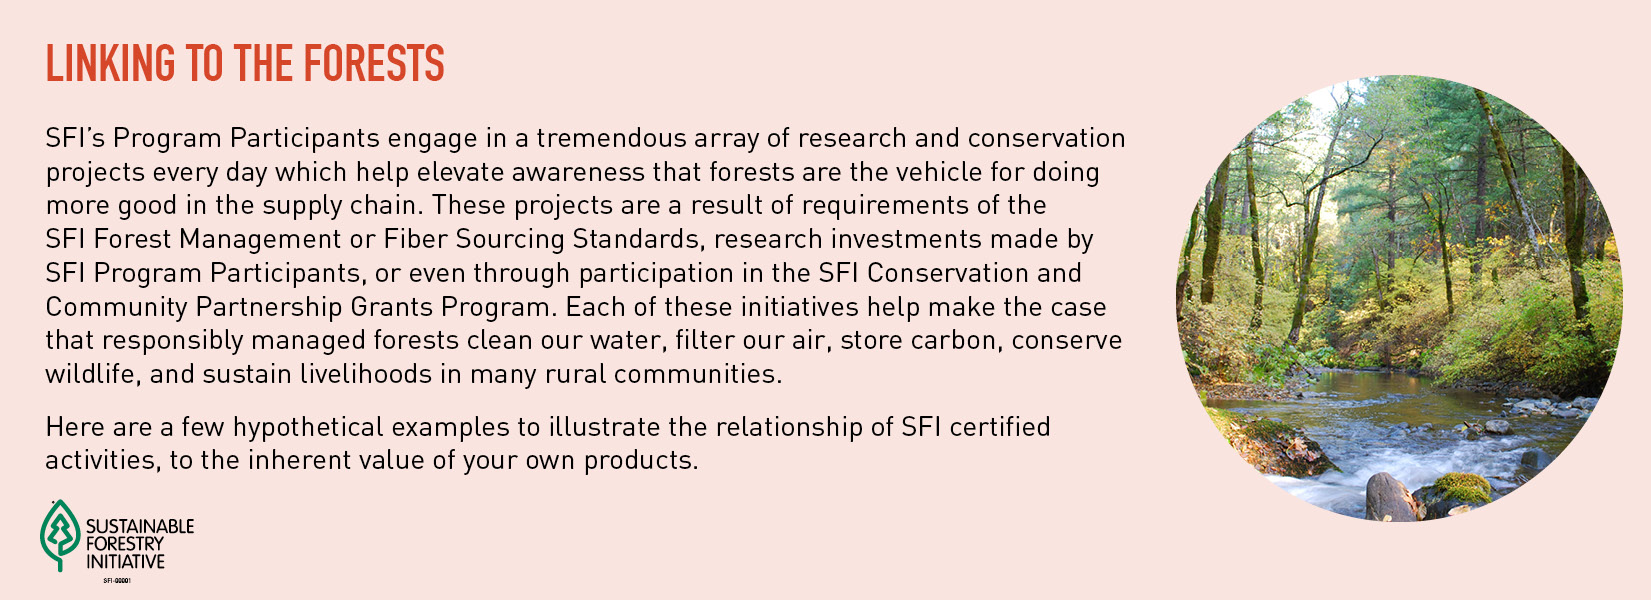 LINKING TO THE FORESTS
SFI’s Program Participants engage in a tremendous array of research and conservation
projects every day which help elevate awareness that forests are the vehicle for doing
more good in the supply chain. These projects are a result of requirements of the
SFI Forest Management or Fiber Sourcing Standards, research investments made by
SFI Program Participants, or even through participation in the SFI Conservation and
Community Partnership Grants Program. Each of these initiatives help make the case
that responsibly managed forests clean our water, filter our air, store carbon, conserve
wildlife, and sustain livelihoods in many rural communities.
Here are a few hypothetical examples to illustrate the relationship of SFI certified
activities, to the inherent value of your own products.
SUSTAINABLE
FORESTRY
INITIATIVE
SFI-00001